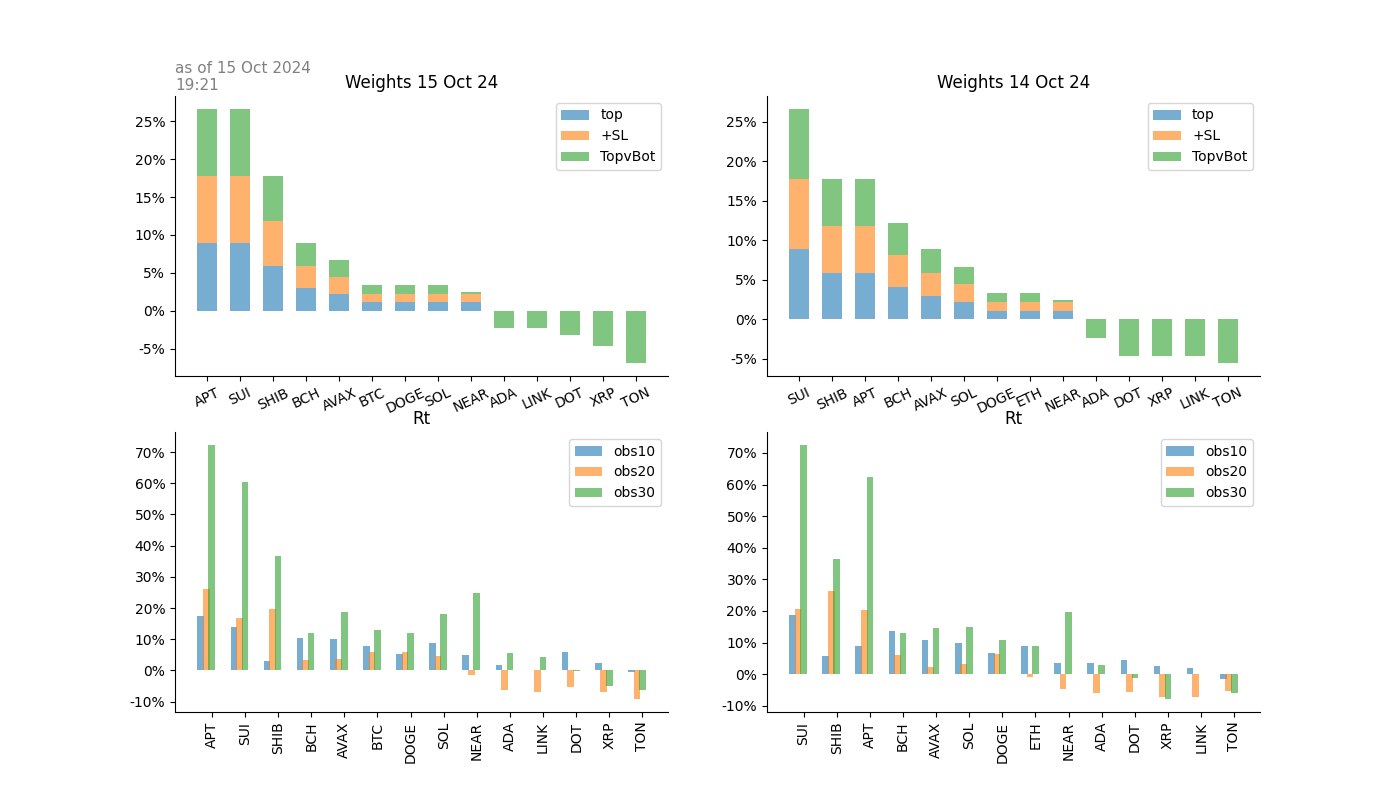 as of 15 Oct 2024
19:21
Weights 15 Oct 24
25%
20%
15%
10%
5%
0%
-5%
top
+SL
TopvBot
APT SUI SHIB BCH AVAX BTC DOGE SOL NEAR ADA LINK DOT XRP TON
Weights 14 Oct 24
25%
20%
15%
10%
5%
0%
-5%
top
+SL
TopvBot
SUI SHIB APT BCH AVAX SOL DOGE ETH NEAR ADA DOT XRP LINK TON
Rt
70%
60%
50%
40%
30%
20%
10%
0%
-10%
obs10
obs20
obs30
APT SUI SHIB BCH AVAX BTC DOGE SOL NEAR ADA LINK DOT XRP TON
Rt
70%
60%
50%
40%
30%
20%
10%
0%
-10%
obs10
obs20
obs30
SUI SHIB APT BCH AVAX SOL DOGE ETH NEAR ADA DOT XRP LINK TON